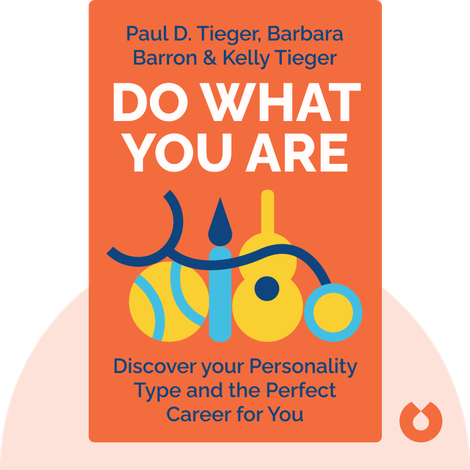 Paul D. Tieger, Barbara
Barron & Kelly Tieger
DO WHAT
YOU ARE
Discover your Personality
Type and the Perfect
Career for You